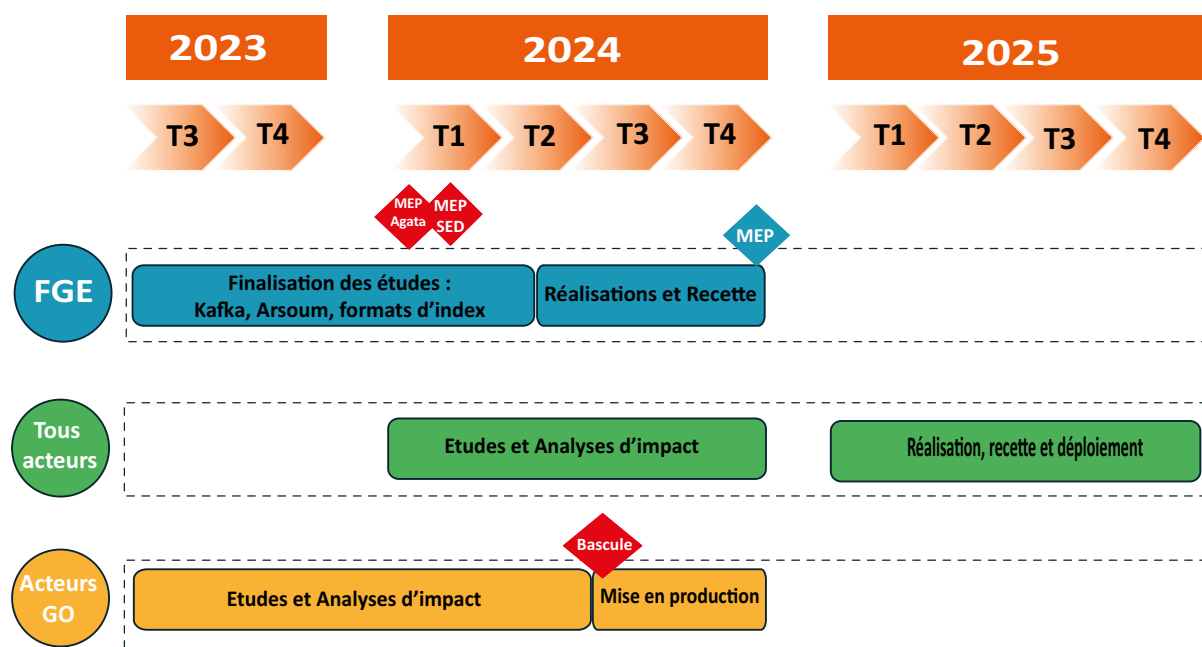 2023
2024
2025
T3
T4
T1
T2
T3
T4
T1
T2
T3
T4
MEP
Agata
MEP
SED
MEP
FGE
Finalisation des études :
Kafka, Arsoum, formats d’index
Réalisations et Recette
Tous
acteurs
Etudes et Analyses d’impact
Réalisation, recette et déploiement
Bascule
Acteurs
GO
Etudes et Analyses d’impact
Mise en production